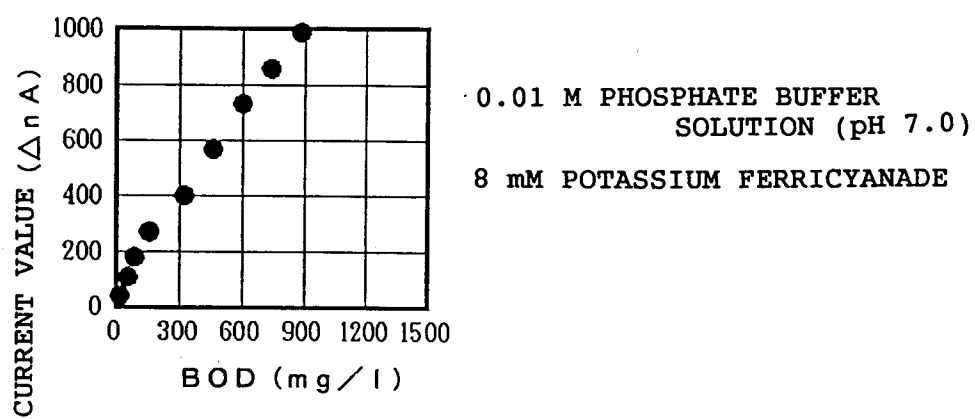 1000
800
600
400
200
0
0 300 600 900 1200 1500
CURRENT VALUE (△nA)
BOD (mg/l)
0.01 M PHOSPHATE BUFFER
SOLUTION (pH 7.0)
8 mM POTASSIUM FERRICYANADE